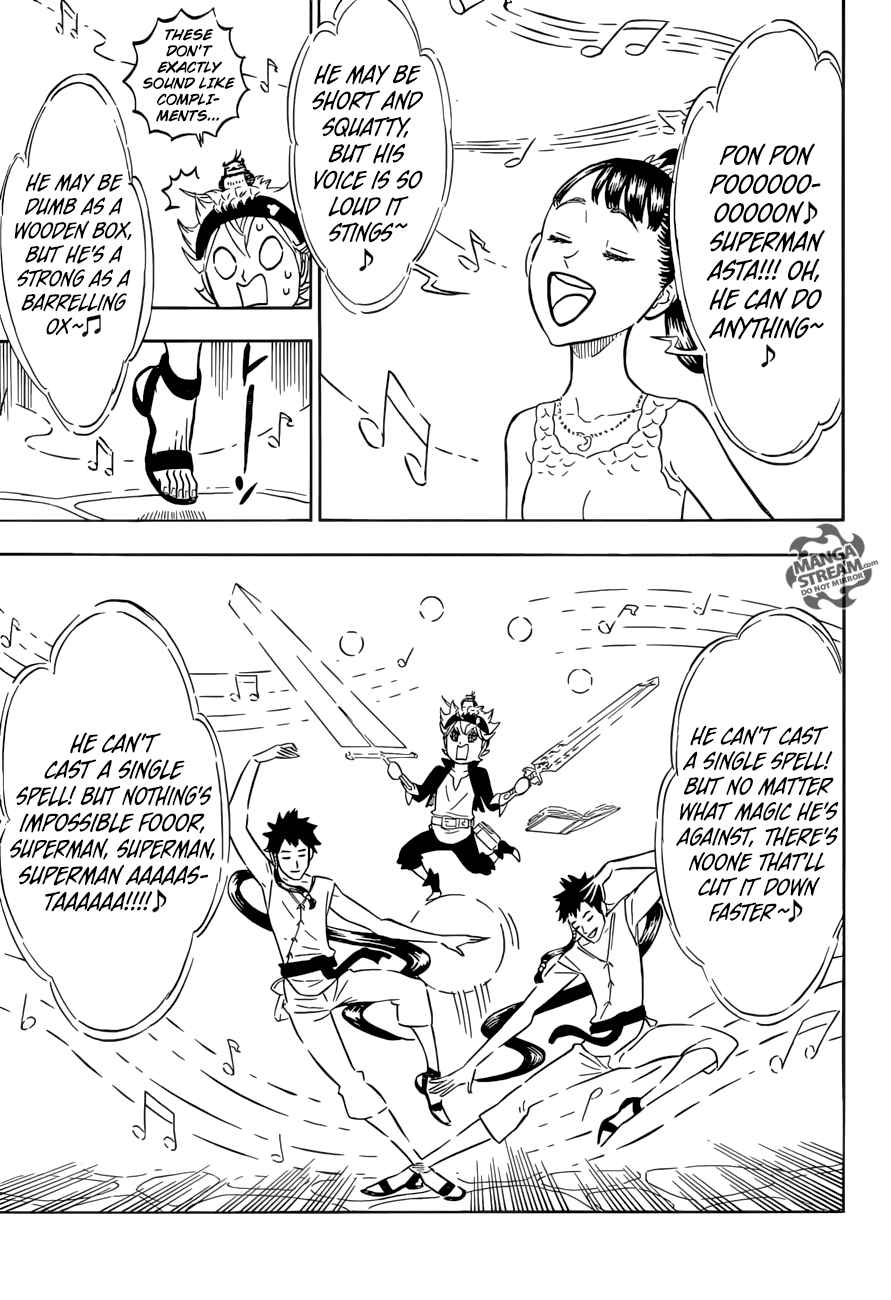 PON PON
POOOOOO-
OOOOON♪
SUPERMAN
ASTA!!! OH,
HE CAN DO
ANYTHING~
♪
HE MAY BE
SHORT AND
SQUATTY,
BUT HIS
VOICE IS SO
LOUD IT
STINGS~
♪
THESE
DON'T
EXACTLY
SOUND LIKE
COMPLI-
MENTS...
HE MAY BE
DUMB AS A
WOODEN BOX,
BUT HE'S A
STRONG AS A
BARRELLING
OX~♫
ド
ー
ン
MANGA
STREAM.com
DO NOT MIRROR
HE CAN'T CAST
A SINGLE SPELL!
BUT NO MATTER
WHAT MAGIC HE'S
AGAINST, THERE'S
NOONE THAT'LL
CUT IT DOWN
FASTER~♪
HE CAN'T
CAST A SINGLE
SPELL! BUT NOTHING'S
IMPOSSIBLE FOOOR,
SUPERMAN, SUPERMAN,
SUPERMAN AAAAAS-
TAAAAAA!!!!♪